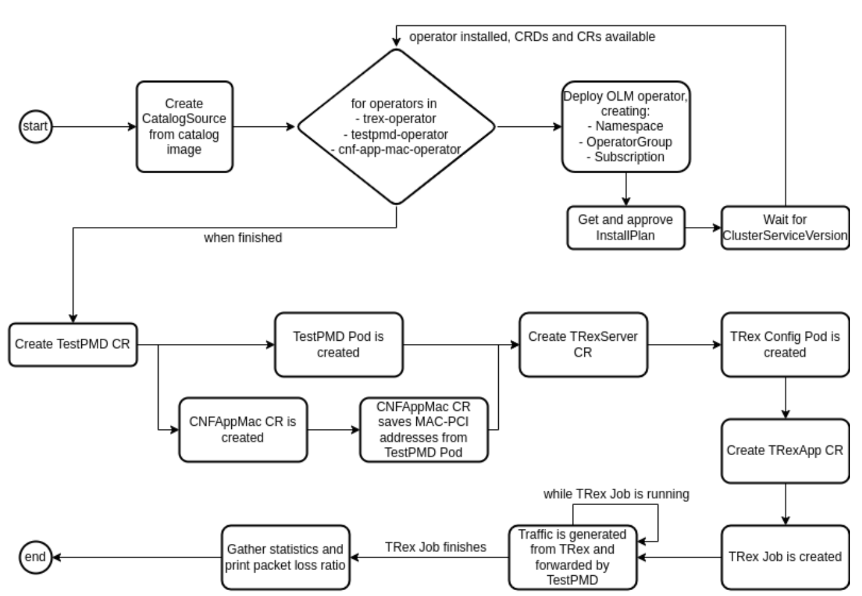 operator installed, CRDs and CRs available
start
Create
CatalogSource
from catalog
image
for operators in
- trex-operator
- testpmd-operator
- cnf-app-mac-operator
Deploy OLM operator,
creating:
- Namespace
- OperatorGroup
- Subscription
Get and approve
InstallPlan
Wait for
ClusterServiceVersion
when finished
Create TestPMD CR
TestPMD Pod is
created
Create TRexServer
CR
TRex Config Pod is
created
CNFAppMac CR is
created
CNFAppMac CR
saves MAC-PCI
addresses from
TestPMD Pod
Create TRexApp CR
while TRex Job is running
TRex Job is created
Traffic is generated
from TRex and
forwarded by
TestPMD
TRex Job finishes
Gather statistics and
print packet loss ratio
end